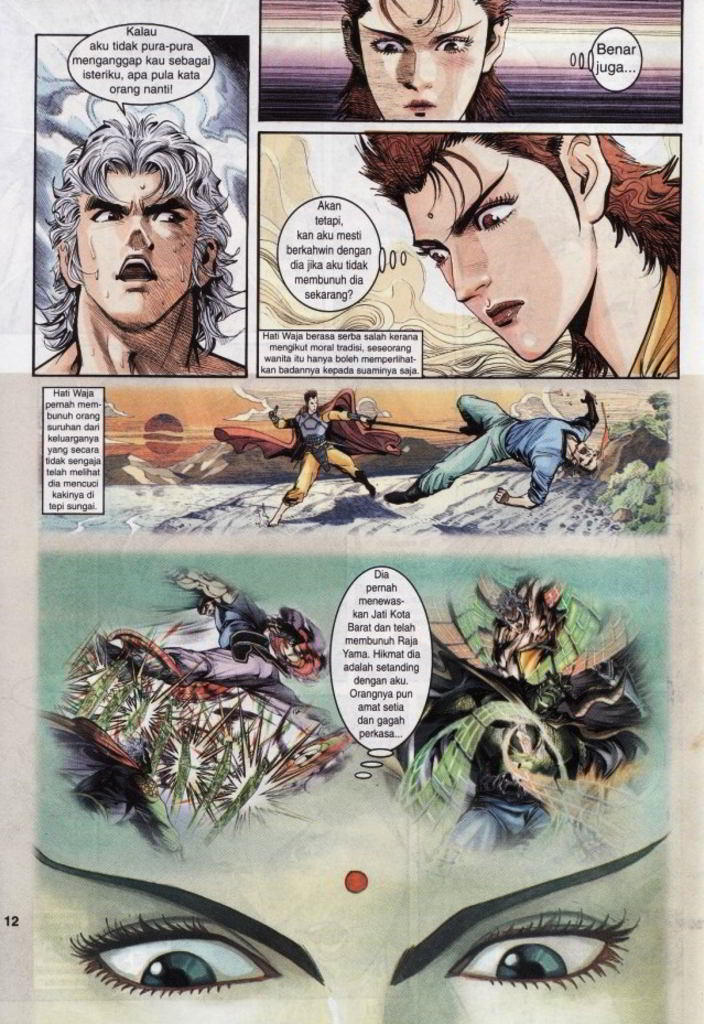 Kalau
aku tidak pura-pura
menganggap kau sebagai
isteriku, apa pula kata
orang nanti!
Benar
juga...
Akan
tetapi,
kan aku mesti
berkahwin dengan
dia jika aku tidak
membunuh dia
sekarang?
Hati Waja berasa serba salah kerana
mengikut moral tradisi, seseorang
wanita itu hanya boleh memperlihat-
kan badannya kepada suaminya saja.
Hati Waja
pernah mem-
bunuh orang
suruhan dari
keluarganya
yang secara
tidak sengaja
telah melihat
dia mencuci
kakinya di
tepi sungai.
Dia
pernah
menewas-
kan Jati Kota
Barat dan telah
membunuh Raja
Yama. Hikmat dia
adalah setanding
dengan aku.
Orangnya pun
amat setia
dan gagah
perkasa...
12